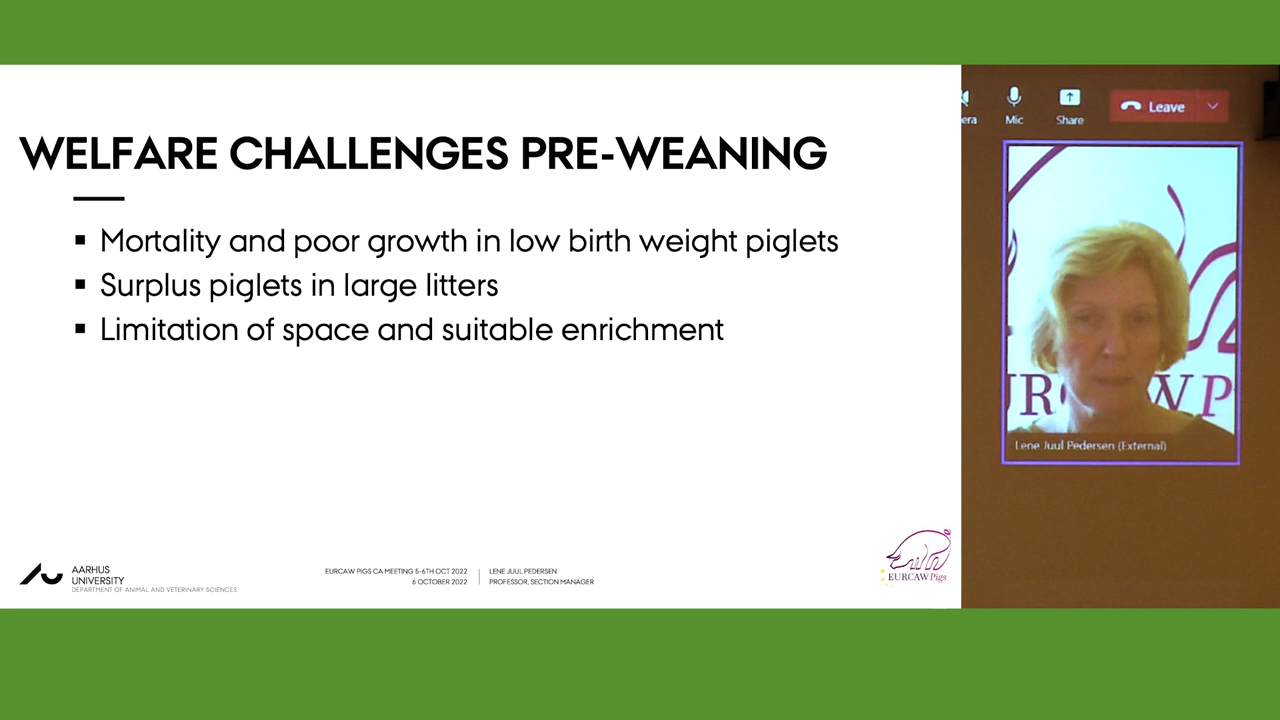 WELFARE CHALLENGES PRE-WEANING
▪ Mortality and poor growth in low birth weight piglets
▪ Surplus piglets in large litters
▪ Limitation of space and suitable enrichment
AARHUS
UNIVERSITY
DEPARTMENT OF ANIMAL AND VETERINARY SCIENCES
EURCAW PIGS CA MEETING 5-6TH OCT 2022
6 OCTOBER 2022
LENE JUUL PEDERSEN
PROFESSOR, SECTION MANAGER
EURCAW Pigs
Leave
era
Mic
Share
UR
W P
Lene Juul Pedersen (External)